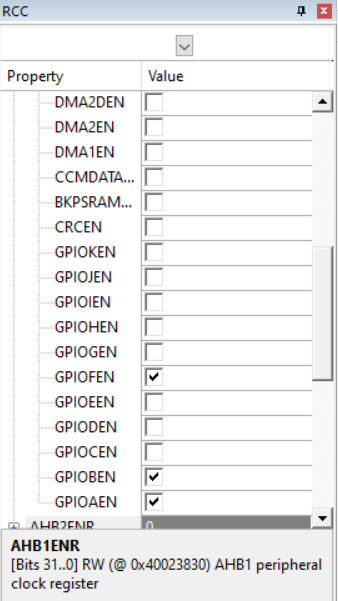 RCC
Property Value
DMA2DEN
DMA2EN
DMA1EN
CCMDATA...
BKPSRAM...
CRCEN
GPIOKEN
GPIOJEN
GPIOIEN
GPIOHEN
GPIOGEN
GPIOFEN
GPIOEEN
GPIODEN
GPIOCEN
GPIOBEN
GPIOAEN
AHB2ENR 0
AHB1ENR
[Bits 31..0] RW (@ 0x40023830) AHB1 peripheral
clock register